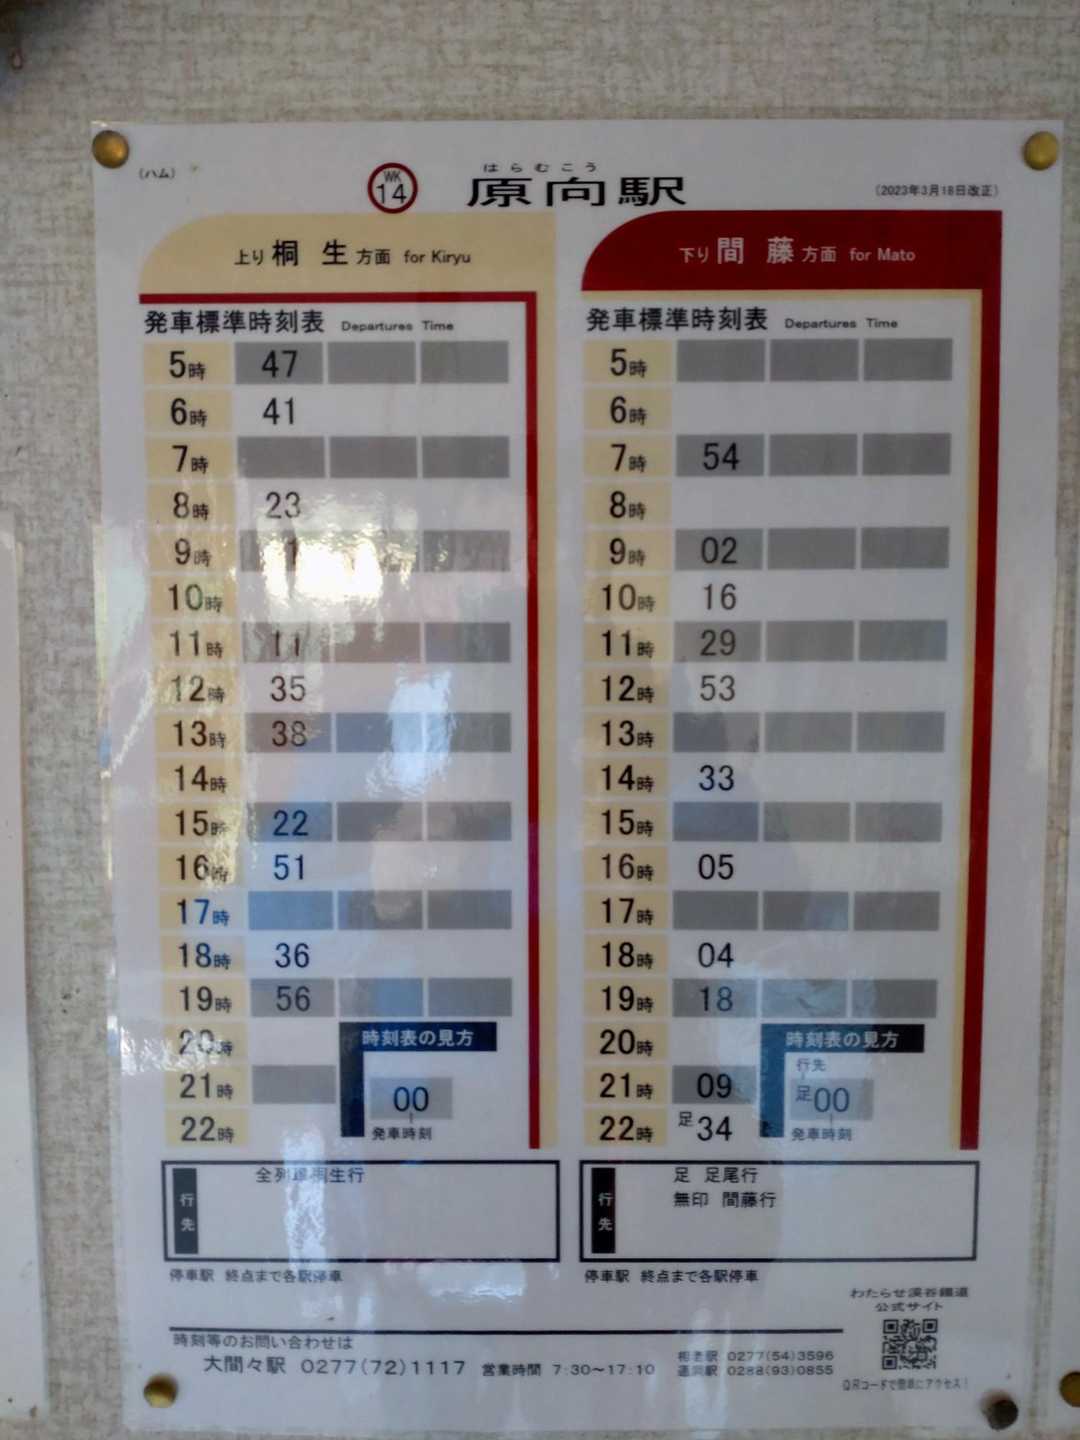 (ハム)
WK
14
はらむこう
原向駅
(2023年3月18日改正)
上り 桐生 方面 for Kiryu
発車標準時刻表 Departures Time
5時 47
6時 41
7時
8時 23
9時
10時
11時 11
12時 35
13時 38
14時
15時 22
16時 51
17時
18時 36
19時 56
20時
21時
22時
時刻表の見方
00
発車時刻
行先
全列車桐生行
停車駅 終点まで各駅停車
下り 間藤 方面 for Mato
発車標準時刻表 Departures Time
5時
6時
7時 54
8時
9時 02
10時 16
11時 29
12時 53
13時
14時 33
15時
16時 05
17時
18時 04
19時 18
20時
21時 09
22時 足34
時刻表の見方
行先
足00
発車時刻
行先
足 足尾行
無印 間藤行
停車駅 終点まで各駅停車
わたらせ渓谷鐵道
公式サイト
QRコードで簡単にアクセス!
時刻等のお問い合わせは
大間々駅 0277(72)1117 営業時間 7:30～17:10
相老駅 0277(54)3596
通洞駅 0288(93)0855